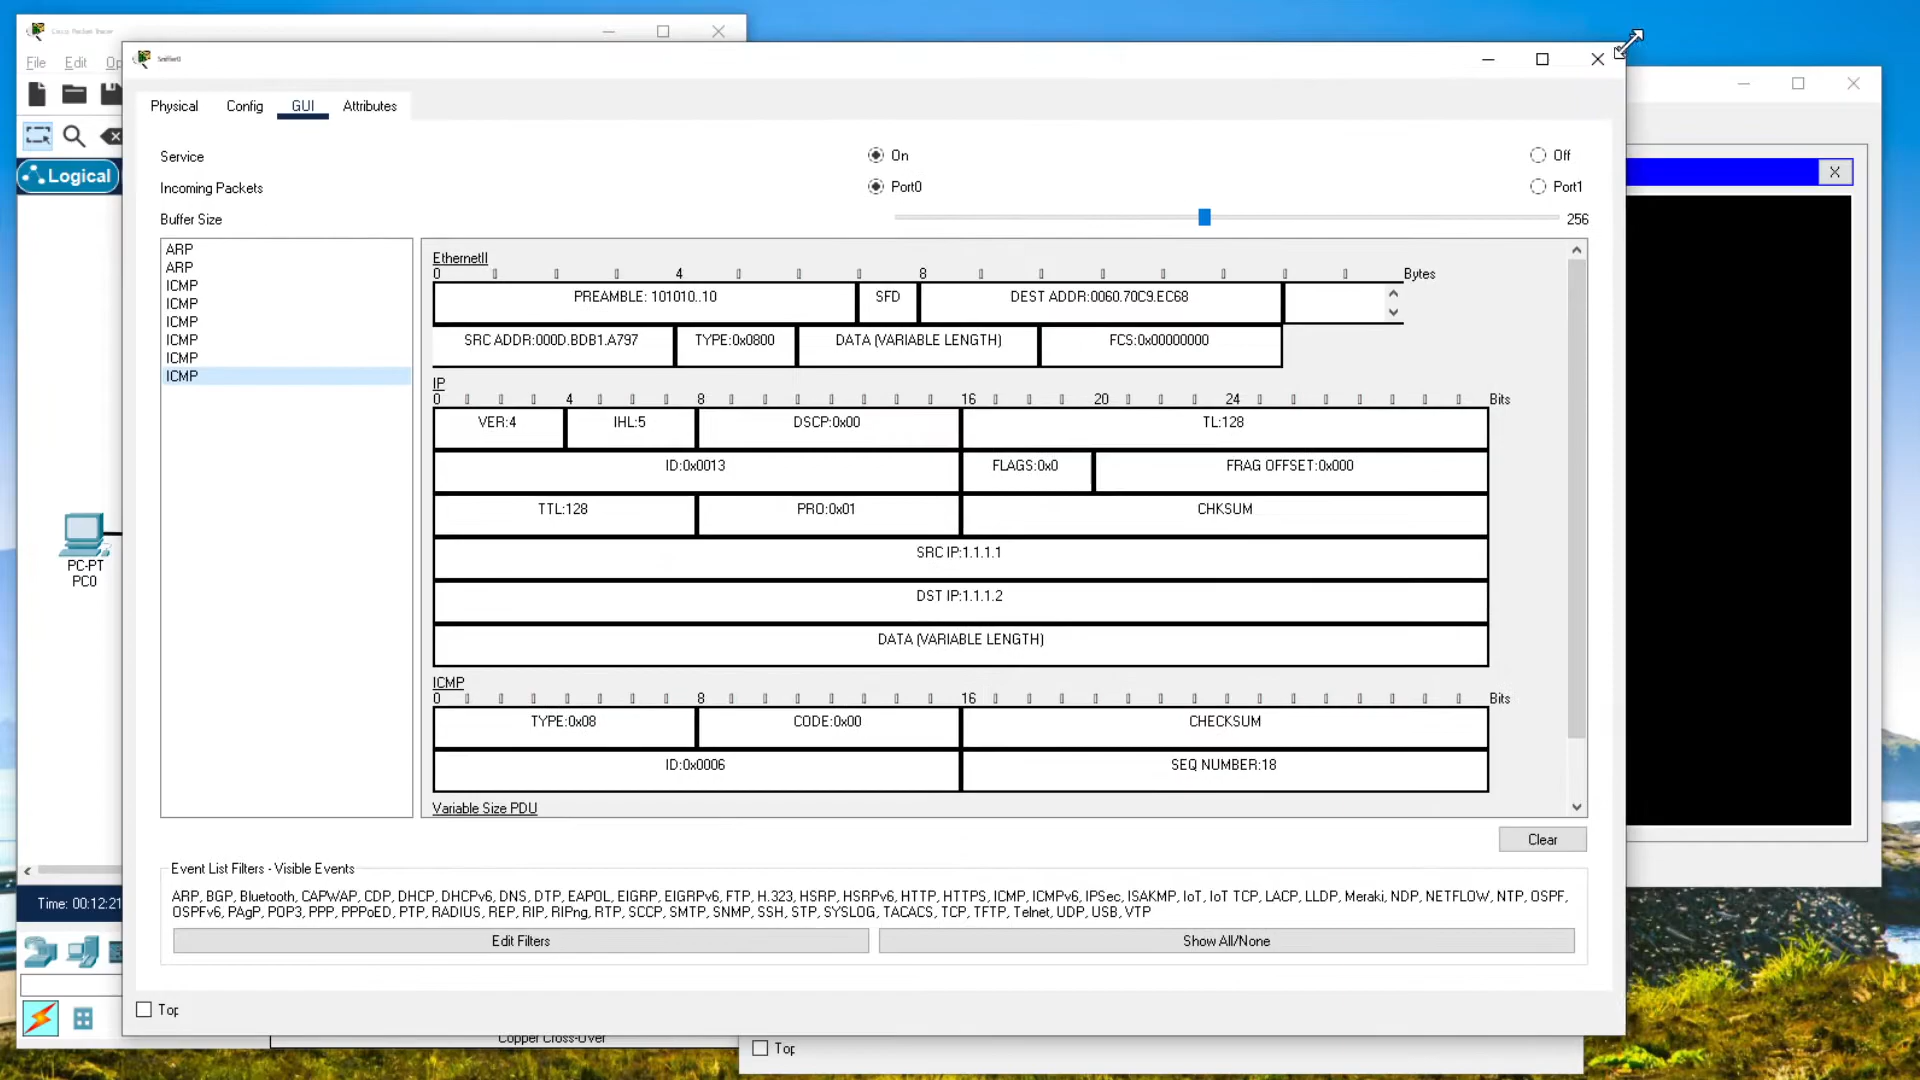 Cisco Packet Tracer
File Edit Op
Sniffer0
Physical Config GUI Attributes
Logical
Service On Off
Incoming Packets Port0 Port1
Buffer Size 256
ARP
ARP
ICMP
ICMP
ICMP
ICMP
ICMP
ICMP
EthernetII
0 4 8 Bytes
PREAMBLE: 101010..10 SFD DEST ADDR:0060.70C9.EC68
SRC ADDR:000D.BDB1.A797 TYPE:0x0800 DATA (VARIABLE LENGTH) FCS:0x00000000
IP
0 4 8 16 20 24 Bits
VER:4 IHL:5 DSCP:0x00 TL:128
ID:0x0013 FLAGS:0x0 FRAG OFFSET:0x000
TTL:128 PRO:0x01 CHKSUM
SRC IP:1.1.1.1
DST IP:1.1.1.2
DATA (VARIABLE LENGTH)
ICMP
0 8 16 Bits
TYPE:0x08 CODE:0x00 CHECKSUM
ID:0x0006 SEQ NUMBER:18
Variable Size PDU
Clear
PC-PT
PC0
Event List Filters - Visible Events
ARP, BGP, Bluetooth, CAPWAP, CDP, DHCP, DHCPv6, DNS, DTP, EAPOL, EIGRP, EIGRPv6, FTP, H.323, HSRP, HSRPv6, HTTP, HTTPS, ICMP, ICMPv6, IPSec, ISAKMP, IoT, IoT TCP, LACP, LLDP, Meraki, NDP, NETFLOW, NTP, OSPF,
OSPFv6, PAgP, POP3, PPP, PPPoED, PTP, RADIUS, REP, RIP, RIPng, RTP, SCCP, SMTP, SNMP, SSH, STP, SYSLOG, TACACS, TCP, TFTP, Telnet, UDP, USB, VTP
Edit Filters Show All/None
Time: 00:12:21
Top
Copper Cross-Over
Top